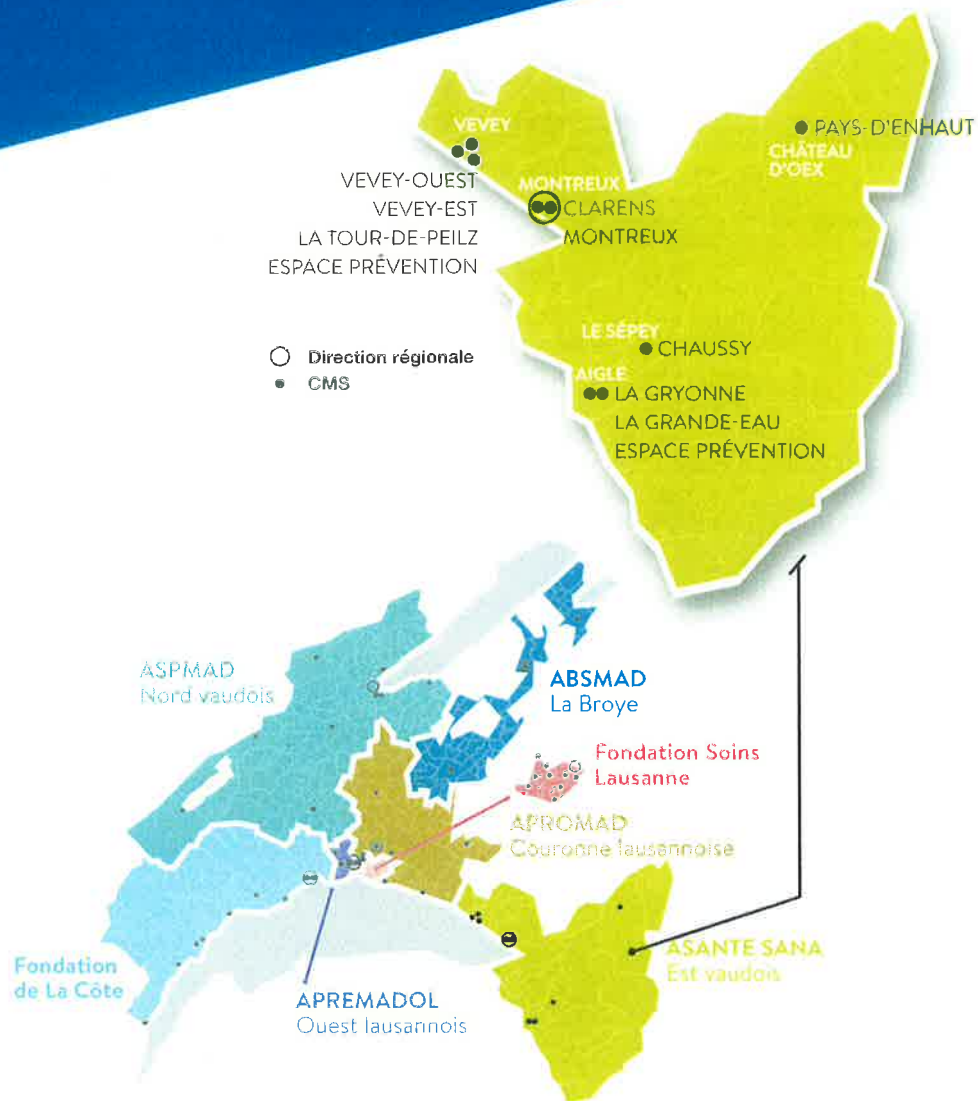 VEVEY
VEVEY-OUEST
VEVEY-EST
LA TOUR-DE-PEILZ
ESPACE PRÉVENTION
MONTREUX
CLARENS
MONTREUX
PAYS-D'ENHAUT
CHÂTEAU
D'OEX
LE SÉPEY
CHAUSSY
AIGLE
LA GRYONNE
LA GRANDE-EAU
ESPACE PRÉVENTION
Direction régionale
CMS
ASPMAD
Nord vaudois
ABSMAD
La Broye
Fondation Soins
Lausanne
APROMAD
Couronne lausannoise
ASANTE SANA
Est vaudois
Fondation
de La Côte
APREMADOL
Ouest lausannois